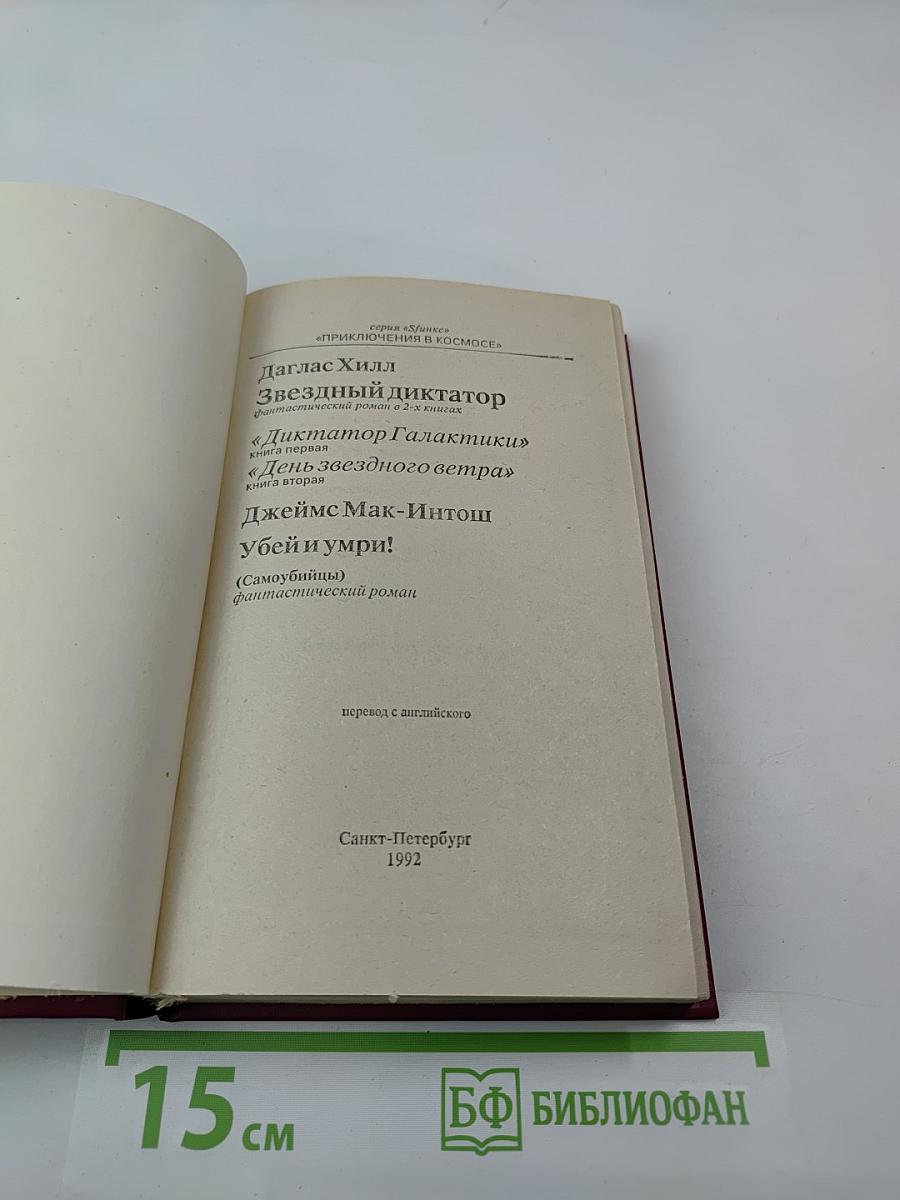 серия «Sfинкс»
«ПРИКЛЮЧЕНИЯ В КОСМОСЕ»
Даглас Хилл
Звездный диктатор
фантастический роман в 2-х книгах
«Диктатор Галактики»
книга первая
«День звездного ветра»
книга вторая
Джеймс Мак-Интош
Убей и умри!
(Самоубийцы)
фантастический роман
перевод с английского
Санкт-Петербург
1992
15 см
БФ БИБЛИОФАН